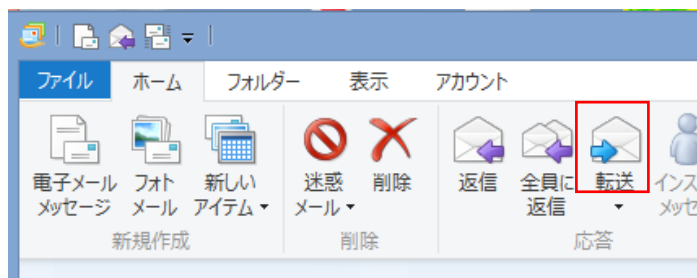 ファイル ホーム フォルダー 表示 アカウント
電子メール フォト 新しい 迷惑 削除 返信 全員に 転送 インス
メッセージ メール アイテム メール 返信 メッセ
新規作成 削除 応答